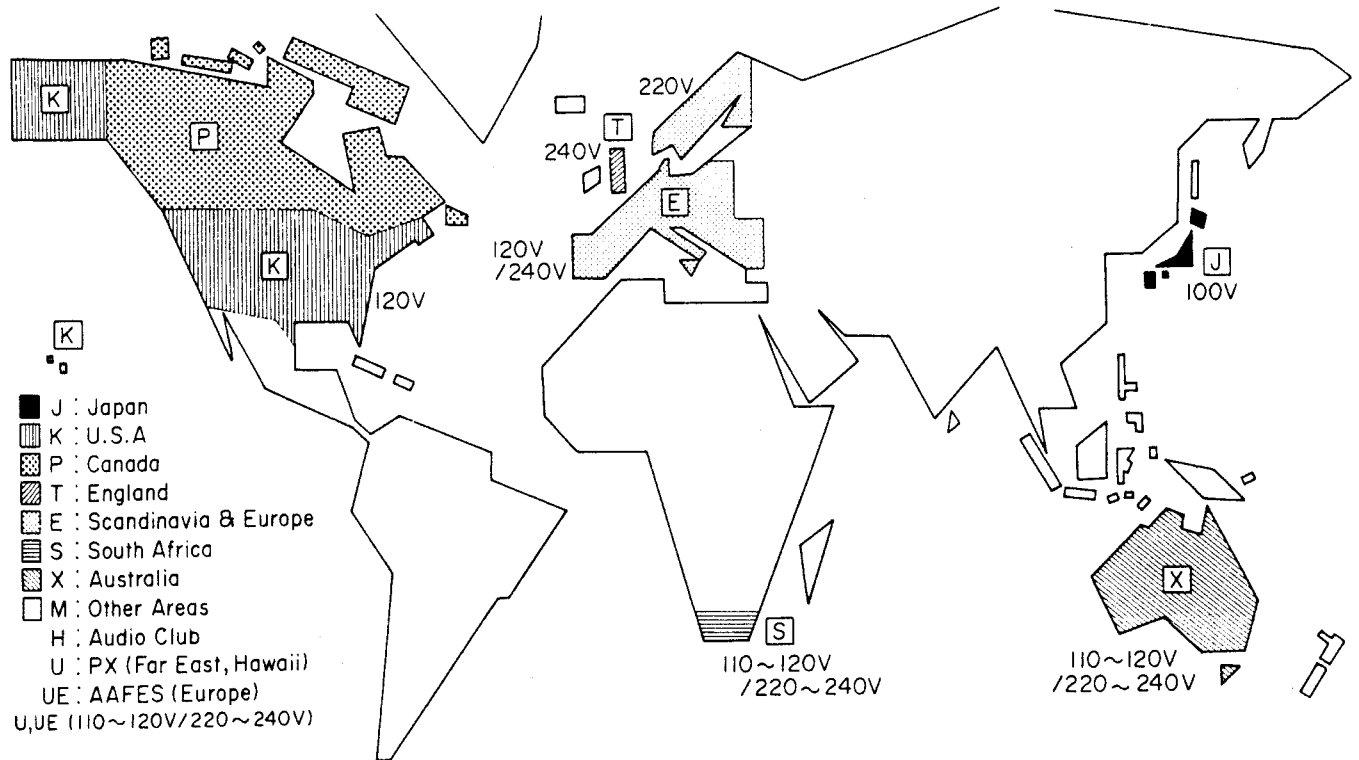 K
P
220V
T
240V
E
120V
/240V
K
120V
J
100V
K
J : Japan
K : U.S.A
P : Canada
T : England
E : Scandinavia & Europe
S : South Africa
X : Australia
M : Other Areas
H : Audio Club
U : PX (Far East, Hawaii)
UE : AAFES (Europe)
U,UE (110~120V/220~240V)
S
110~120V
/220~240V
X
110~120V
/220~240V